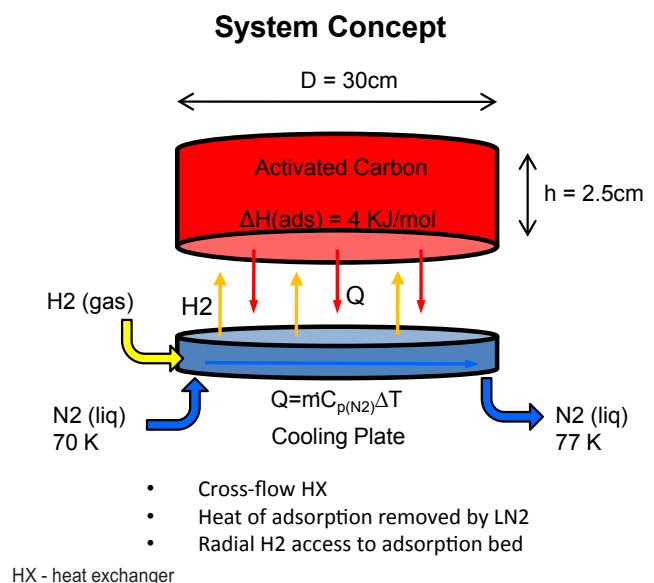 System Concept
D = 30cm
Activated Carbon
h = 2.5cm
ΔH(ads) = 4 KJ/mol
H2 (gas)
H2
Q
Q=ṁC_{p(N2)}ΔT
N2 (liq)
70 K
Cooling Plate
N2 (liq)
77 K
• Cross-flow HX
• Heat of adsorption removed by LN2
• Radial H2 access to adsorption bed
HX - heat exchanger